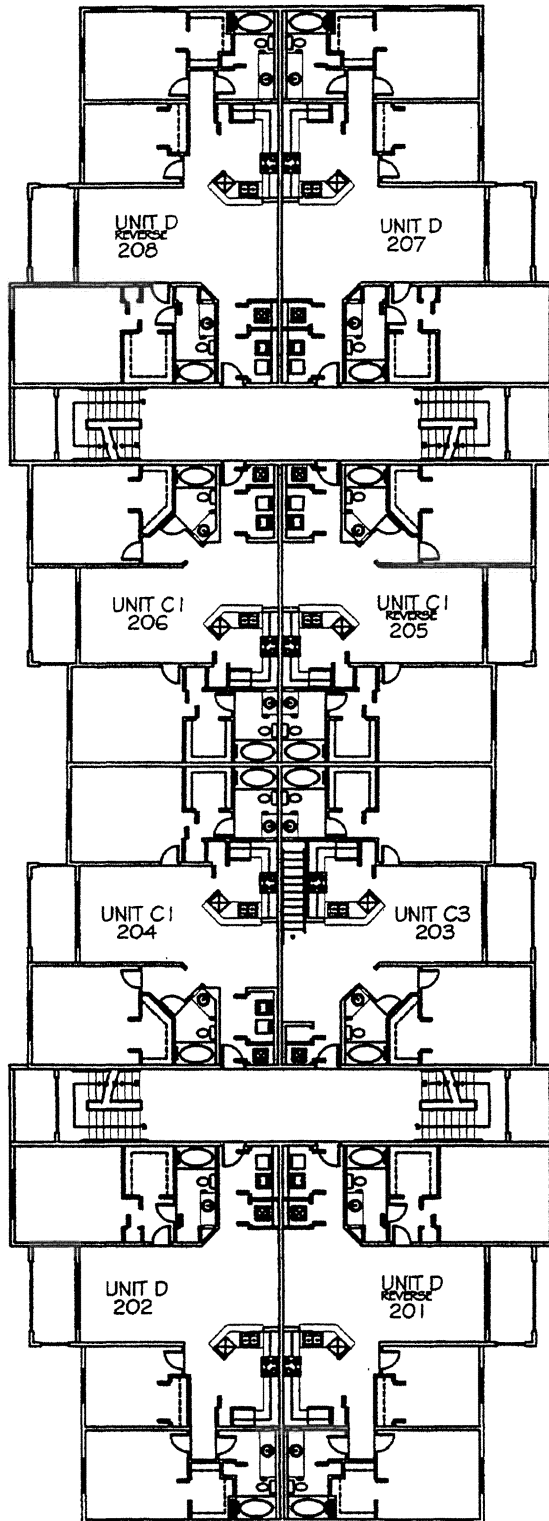 UNIT D
REVERSE
208
UNIT D
207
UNIT C1
206
UNIT C1
REVERSE
205
UNIT C1
204
UNIT C3
203
UNIT D
202
UNIT D
REVERSE
201